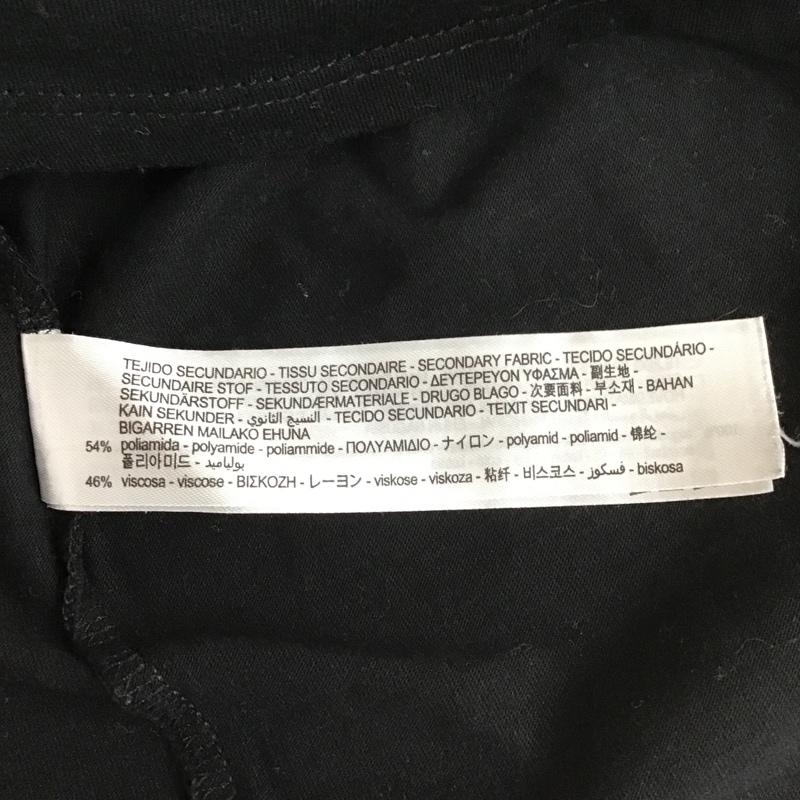 TEJIDO SECUNDARIO - TISSU SECONDAIRE - SECONDARY FABRIC - TECIDO SECUNDÁRIO -
SECUNDAIRE STOF - TESSUTO SECONDARIO - ΔΕΥΤΕΡΕΥΟΝ ΥΦΑΣΜΑ - 副生地 -
SEKUNDÄRSTOFF - SEKUNDÆRMATERIALE - DRUGO BLAGO - 次要面料 - 부소재 - BAHAN
KAIN SEKUNDER - النسيج الثانوي - TECIDO SECUNDARIO - TEIXIT SECUNDARI -
BIGARREN MAILAKO EHUNA
54% poliamida - polyamide - poliammide - ΠΟΛΥΑΜΙΔΙΟ - ナイロン - polyamid - poliamid - 锦纶 -
폴리아미드 - بولياميد
46% viscosa - viscose - ΒΙΣΚΟΖΗ - レーヨン - viskose - viskoza - 粘纤 - 비스코스 - فسكوز - biskosa